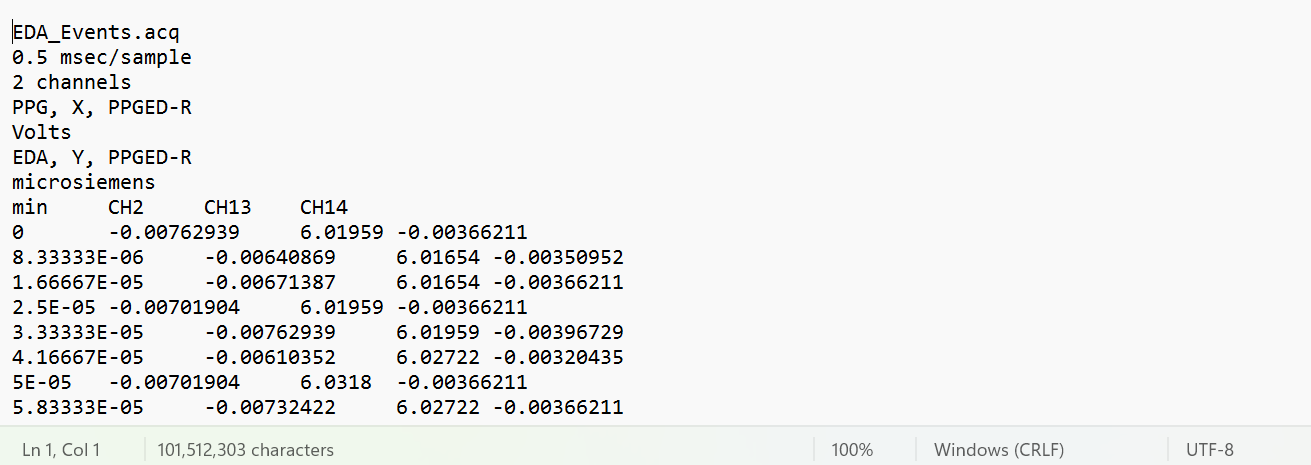 EDA_Events.acq
0.5 msec/sample
2 channels
PPG, X, PPGED-R
Volts
EDA, Y, PPGED-R
microsiemens
min	CH2	CH13	CH14
0	-0.00762939	6.01959	-0.00366211
8.33333E-06	-0.00640869	6.01654	-0.00350952
1.66667E-05	-0.00671387	6.01654	-0.00366211
2.5E-05	-0.00701904	6.01959	-0.00366211
3.33333E-05	-0.00762939	6.01959	-0.00396729
4.16667E-05	-0.00610352	6.02722	-0.00320435
5E-05	-0.00701904	6.0318	-0.00366211
5.83333E-05	-0.00732422	6.02722	-0.00366211
Ln 1, Col 1	101,512,303 characters	100%	Windows (CRLF)	UTF-8